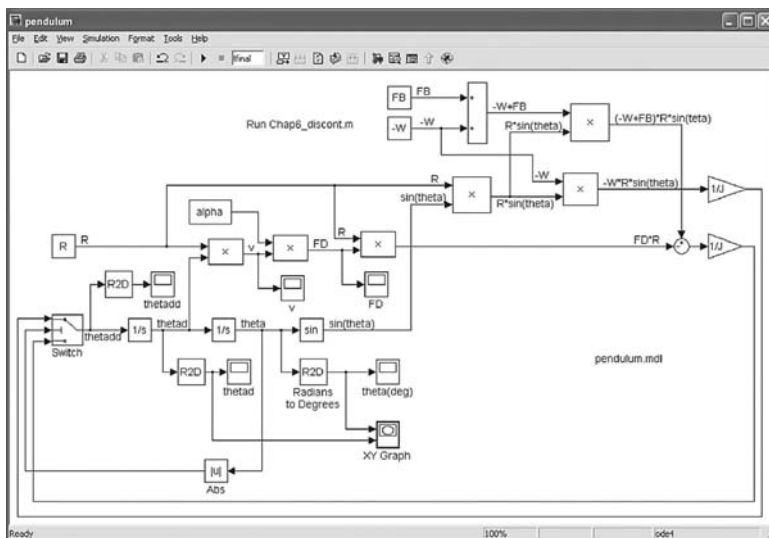 pendulum
File Edit View Simulation Format Tools Help
tfinal
FB FB
-W+FB
(-W+FB)*R*sin(teta)
Run Chap6_discont.m
-W -W
R*sin(theta)
×
R
-W
-W*R*sin(theta)
1/J
sin(theta)
×
R*sin(theta)
×
alpha
R R
v
FD
R
×
×
×
FD*R
1/J
R2D
thetadd
v
FD
thetadd 1/s thetad 1/s theta sin sin(theta)
Switch
pendulum.mdl
R2D
thetad
R2D
Radians
to Degrees
theta(deg)
XY Graph
|u|
Abs
Ready 100% ode4